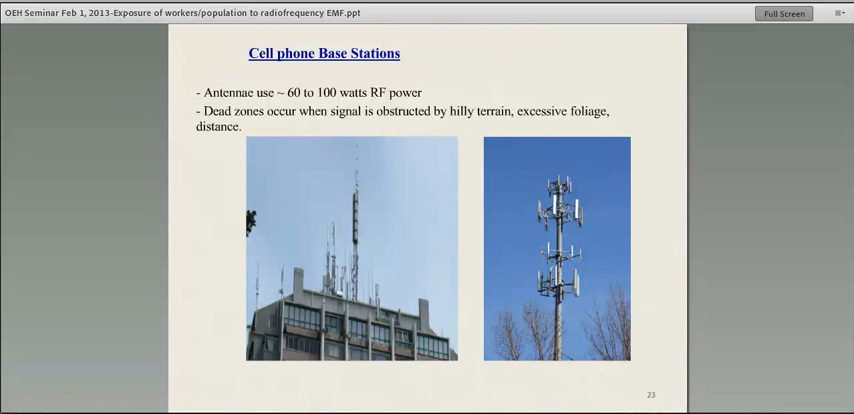 OEH Seminar Feb 1, 2013-Exposure of workers/population to radiofrequency EMF.ppt
Full Screen
Cell phone Base Stations
- Antennae use ~ 60 to 100 watts RF power
- Dead zones occur when signal is obstructed by hilly terrain, excessive foliage,
distance.
23